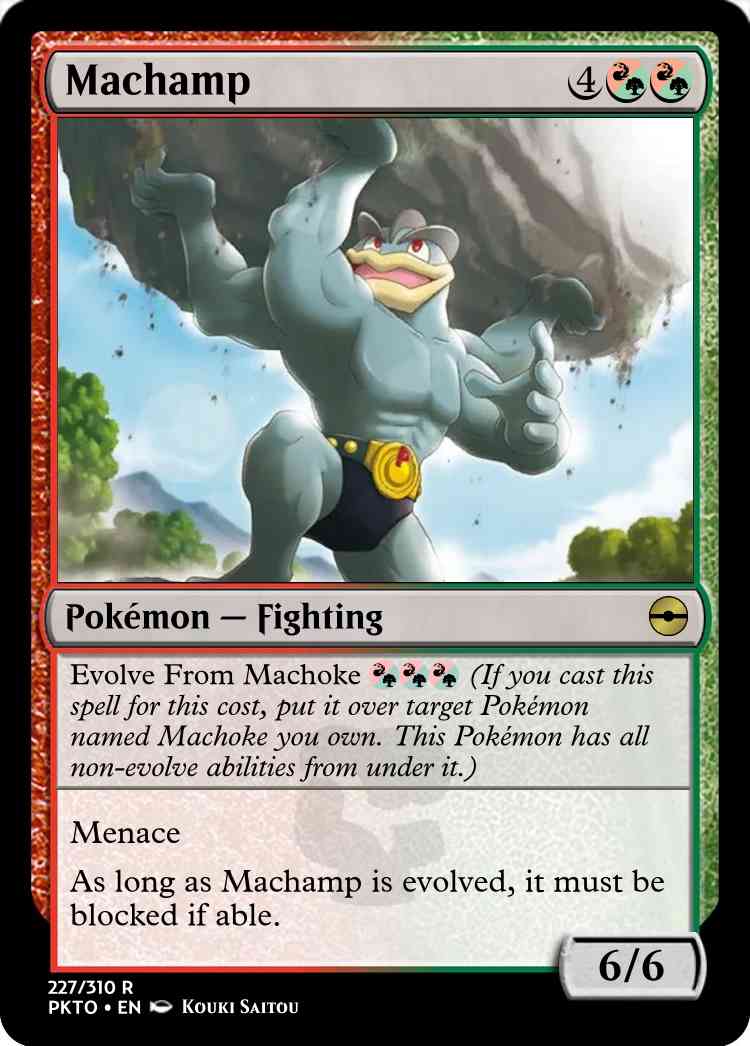 Machamp 4
Pokémon — Fighting
Evolve From Machoke (If you cast this
spell for this cost, put it over target Pokémon
named Machoke you own. This Pokémon has all
non-evolve abilities from under it.)
Menace
As long as Machamp is evolved, it must be
blocked if able.
6/6
227/310 R
PKTO • EN Kouki Saitou